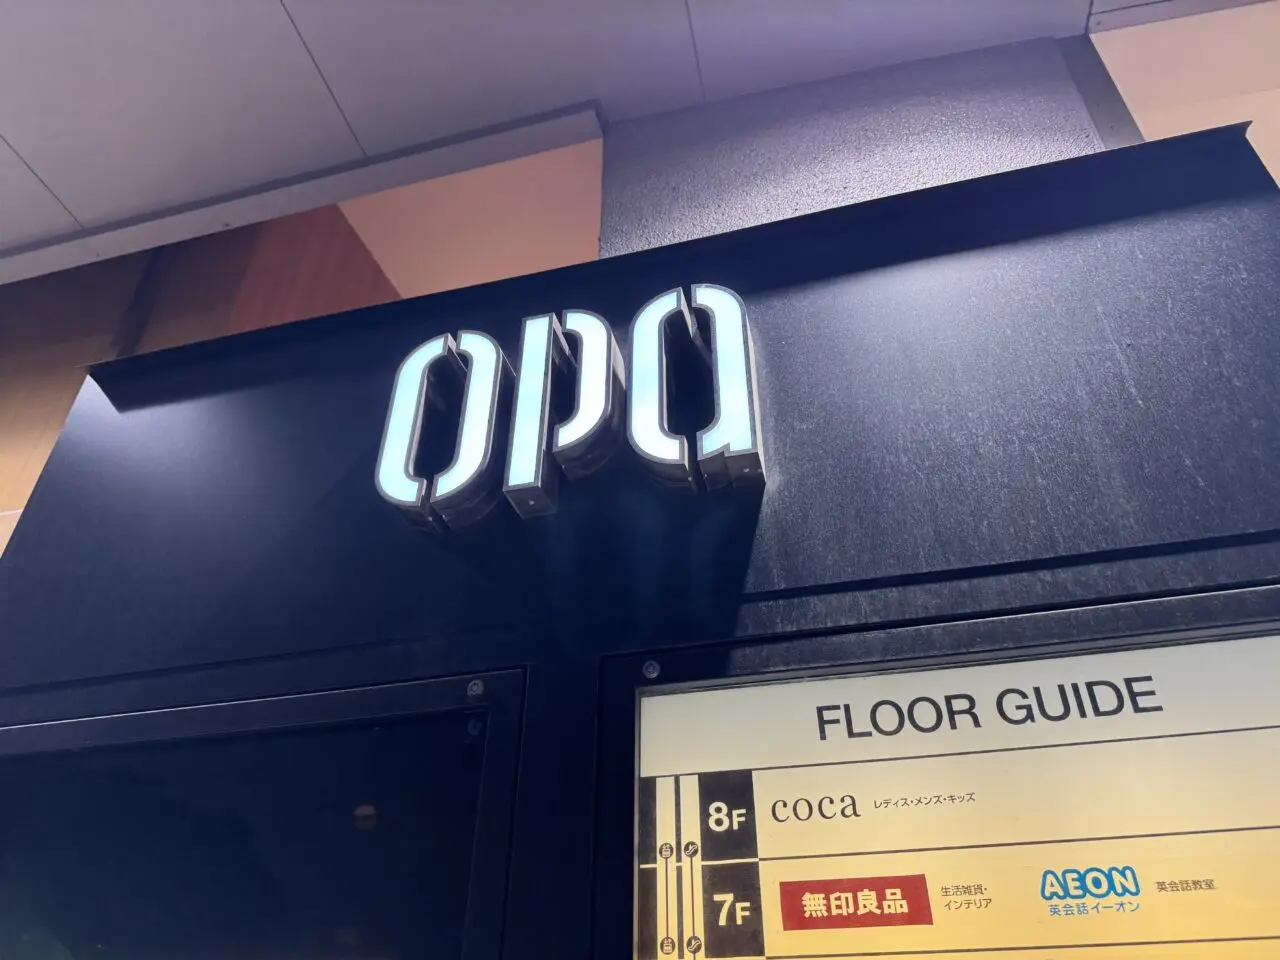 opa
FLOOR GUIDE
8F coca レディス・メンズ・キッズ
7F 無印良品 生活雑貨・
インテリア
AEON
英会話イーオン
英会話教室